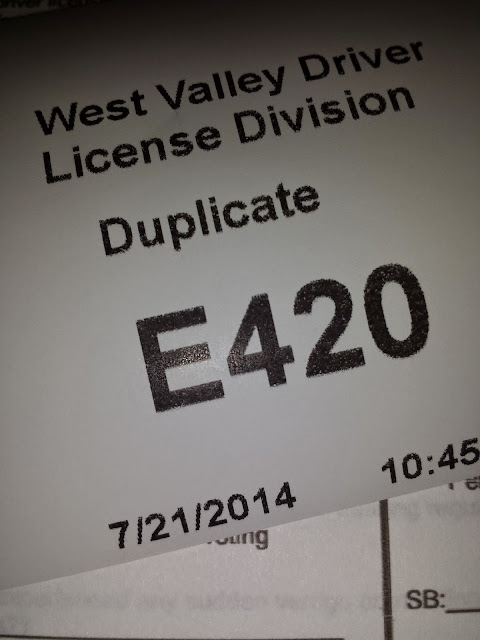 West Valley Driver
License Division
Duplicate
E420
7/21/2014 10:45
SB: